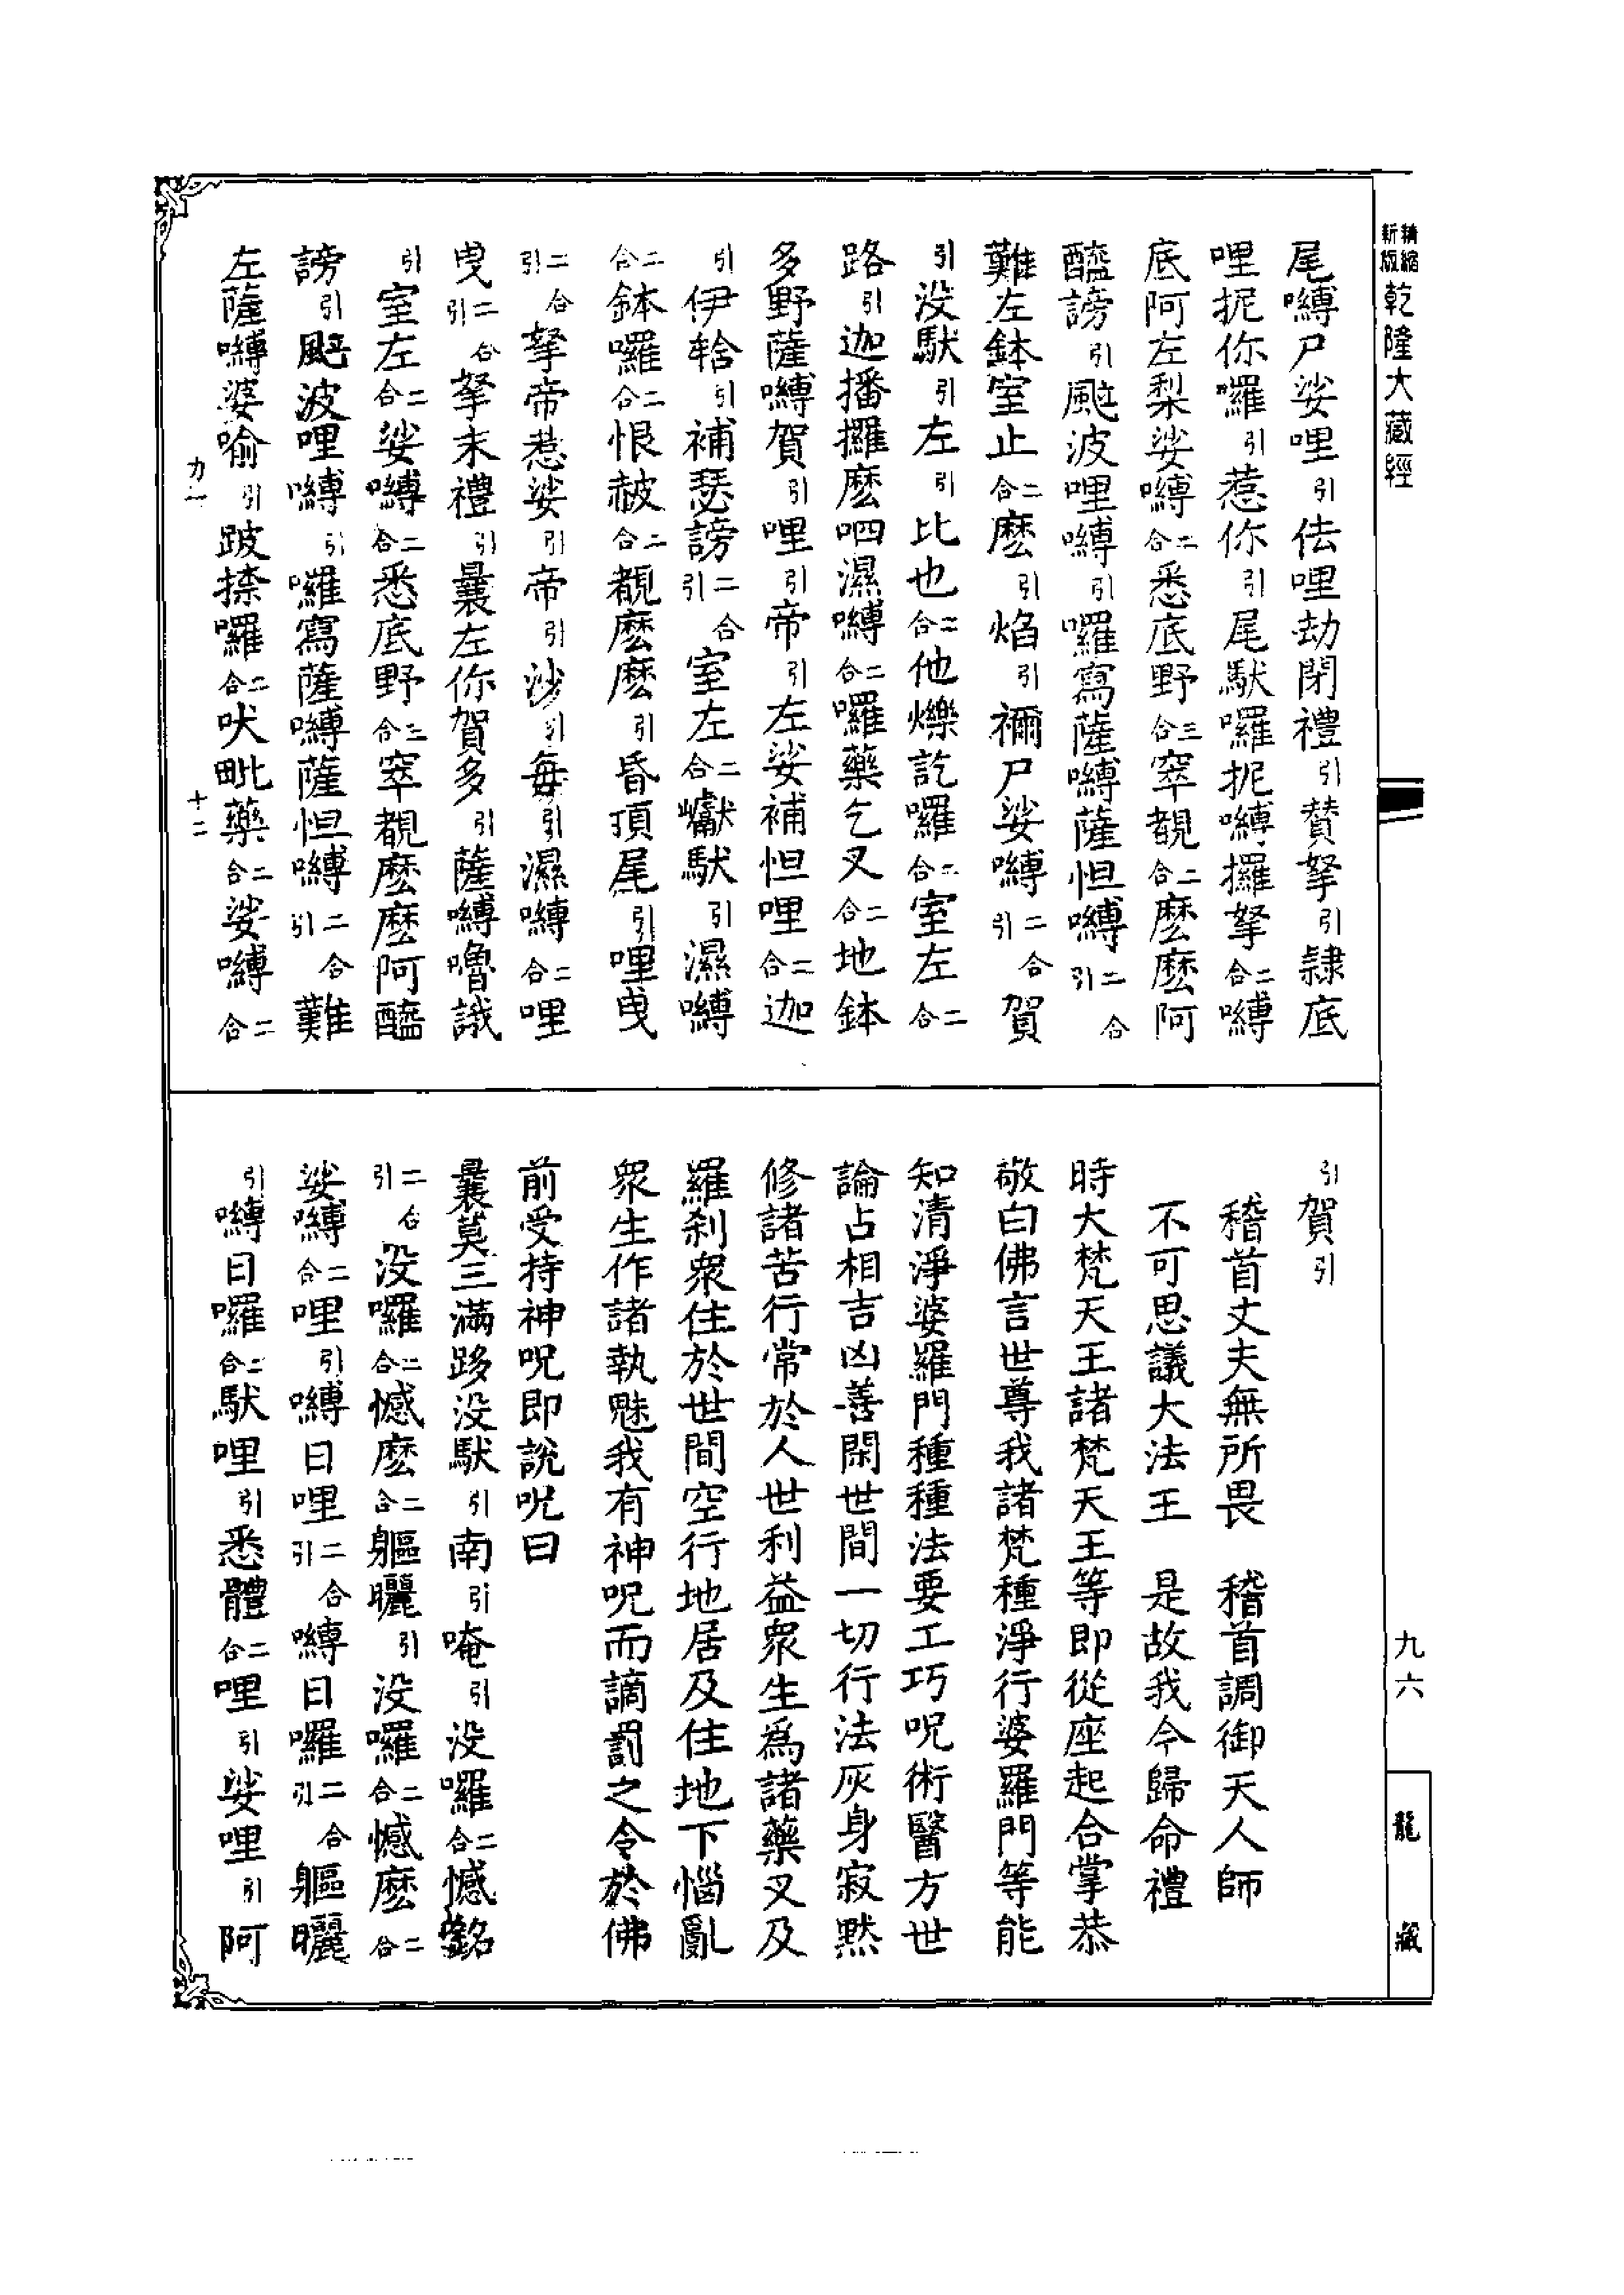 新版 精縮 乾隆大藏經
尾嚩尸娑哩引佉哩劫閉禮引贊拏引隷底
哩抳你囉引惹你引尾馱囉抳嚩攞拏二合嚩
底阿左梨娑嚩二合悉底野三合窣覩二合麼麼阿
醯謗引颰波哩嚩引囉寫薩嚩薩怛嚩二合引
難左鉢室止二合麼引焰引禰尸娑嚩二合引賀
引没馱引左引比也二合他爍訖囉二合室左二合
路引迦播攞麽呬濕嚩二合囉藥乞叉二合地鉢
多野薩嚩賀引哩引帝引左娑補怛哩二合迦
引伊輍引補瑟謗二合引室左二合巘馱引濕嚩
二合鉢囉二合恨赦二合覩麼麼引昏頂尾引哩曳
二合引拏帝惹娑引帝引沙引每引濕嚩二合哩
曳二合引拏末禮引曩左你賀多引薩嚩嚕誐
引室左二合娑嚩二合悉底野三合窣覩麼麼阿醯
謗引颰波哩嚩引囉寫薩嚩薩怛嚩二合引難
左薩嚩婆喻引跛捺囉二合吠毗藥二合娑嚩二合
力一 十二
引賀引
稽首丈夫無所畏 稽首調御天人師
不可思議大法王 是故我今歸命禮
時大梵天王諸梵天王等即從座起合掌恭
敬白佛言世尊我諸梵種淨行婆羅門等能
知清淨婆羅門種種法要工巧呪術醫方世
論占相吉凶善閑世間一切行法灰身寂黙
修諸苦行常於人世利益眾生爲諸藥叉及
羅刹眾住於世間空行地居及住地下惱亂
眾生作諸執魅我有神呪而謫罰之令於佛
前受持神呪即說呪曰
曩莫三滿跢没馱引南引唵引没囉二合憾銘
二合引没囉二合憾麼二合軀曬引没囉二合憾麽二合
娑嚩二合哩引嚩日哩二合引嚩日囉二合引軀曬
引嚩日囉二合馱哩引悉體二合哩引娑哩引阿
九六
龍藏